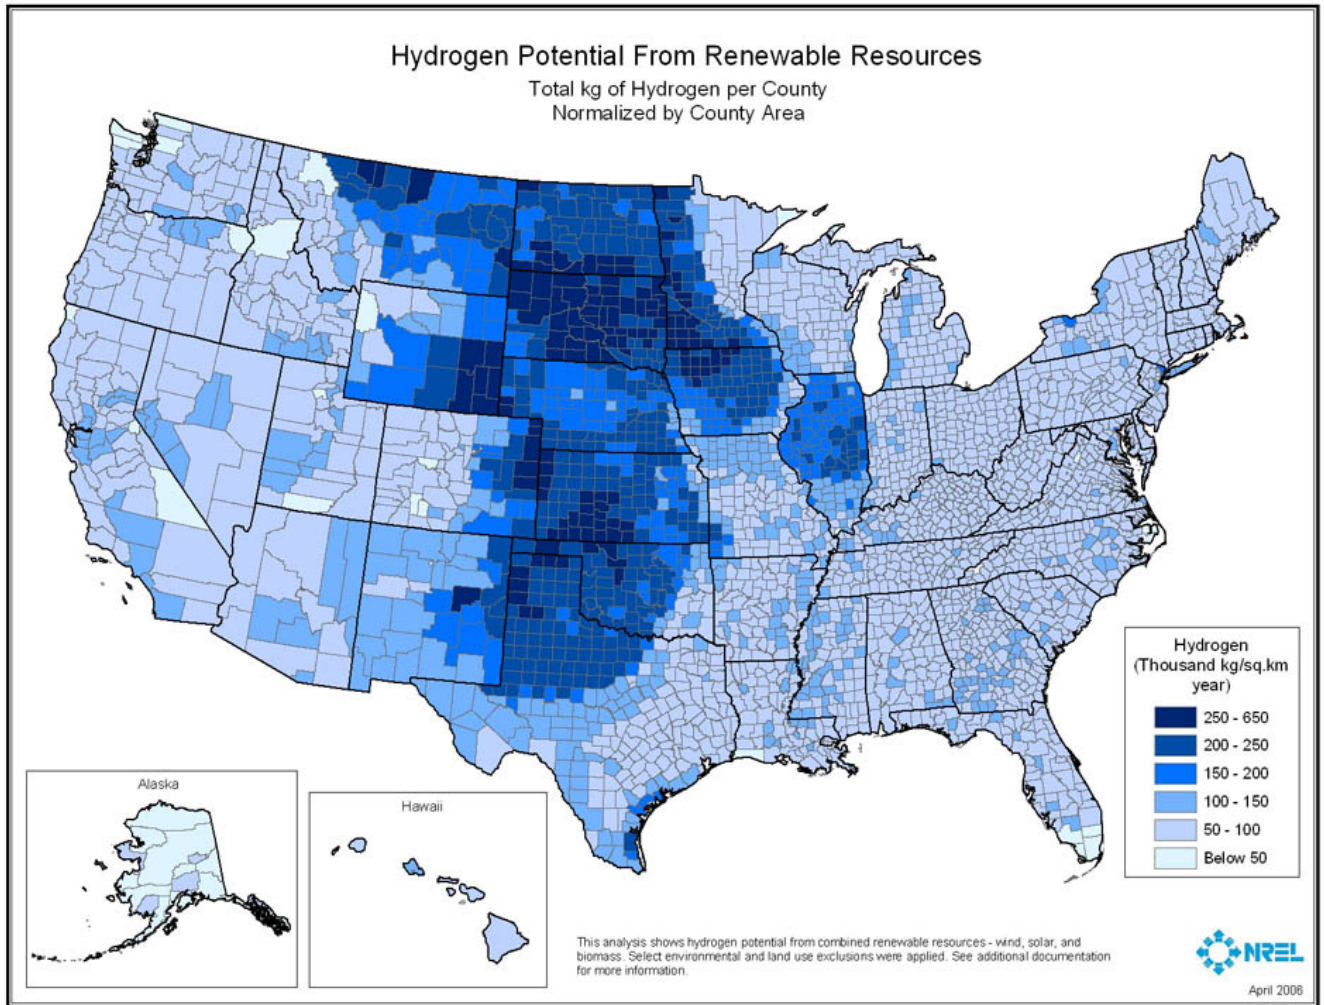 Hydrogen Potential From Renewable Resources
Total kg of Hydrogen per County
Normalized by County Area
Hydrogen
(Thousand kg/sq.km
year)
250 - 650
200 - 250
150 - 200
100 - 150
50 - 100
Below 50
Alaska
Hawaii
This analysis shows hydrogen potential from combined renewable resources - wind, solar, and
biomass. Select environmental and land use exclusions were applied. See additional documentation
for more information.
NREL
April 2006